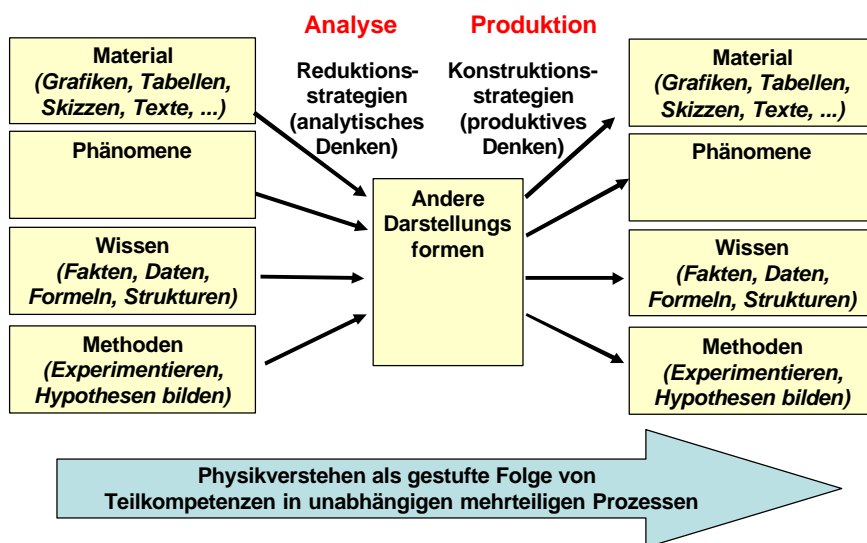 Analyse
Produktion
Material
(Grafiken, Tabellen,
Skizzen, Texte, ...)
Phänomene
Wissen
(Fakten, Daten,
Formeln, Strukturen)
Methoden
(Experimentieren,
Hypothesen bilden)
Reduktions-
strategien
(analytisches
Denken)
Konstruktions-
strategien
(produktives
Denken)
Andere
Darstellungs
formen
Material
(Grafiken, Tabellen,
Skizzen, Texte, ...)
Phänomene
Wissen
(Fakten, Daten,
Formeln, Strukturen)
Methoden
(Experimentieren,
Hypothesen bilden)
Physikverstehen als gestufte Folge von
Teilkompetenzen in unabhängigen mehrteiligen Prozessen